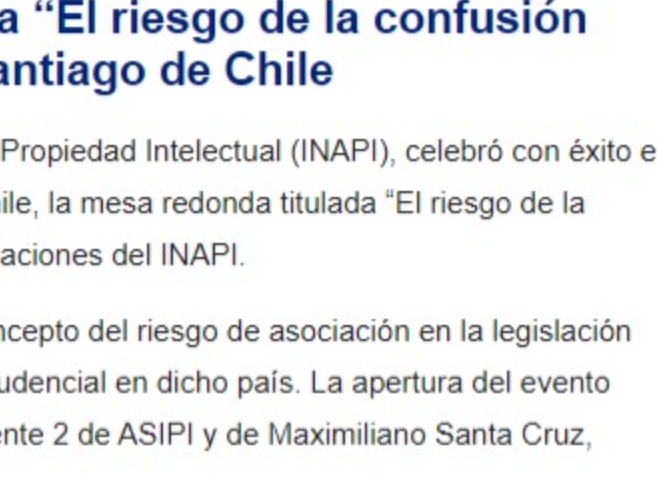 a “El riesgo de la confusión
antiago de Chile
Propiedad Intelectual (INAPI), celebró con éxito e
ile, la mesa redonda titulada “El riesgo de la
aciones del INAPI.
ncepto del riesgo de asociación en la legislación
udencial en dicho país. La apertura del evento
ente 2 de ASIPI y de Maximiliano Santa Cruz,